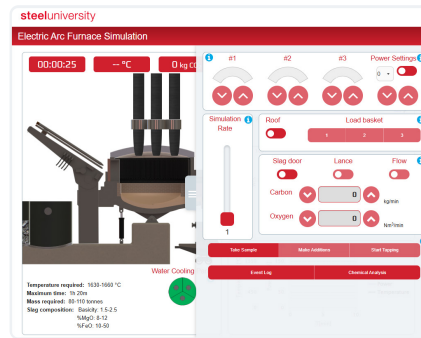 steeluniversity
Electric Arc Furnace Simulation
00:00:25
-- °C
0 kg CO
#1
#2
#3
Power Settings
0
Simulation
Rate
1
Roof
Load basket
1
2
3
Slag door
Lance
Flow
Carbon
0
kg/min
Oxygen
0
Nm³/min
Take Sample
Make Additions
Start Tapping
Event Log
Chemical Analysis
Water Cooling
Temperature required: 1630-1660 °C
Maximum time: 1h 20m
Mass required: 80-110 tonnes
Slag composition: Basicity: 1.5-2.5
%MgO: 8-12
%FeO: 10-50